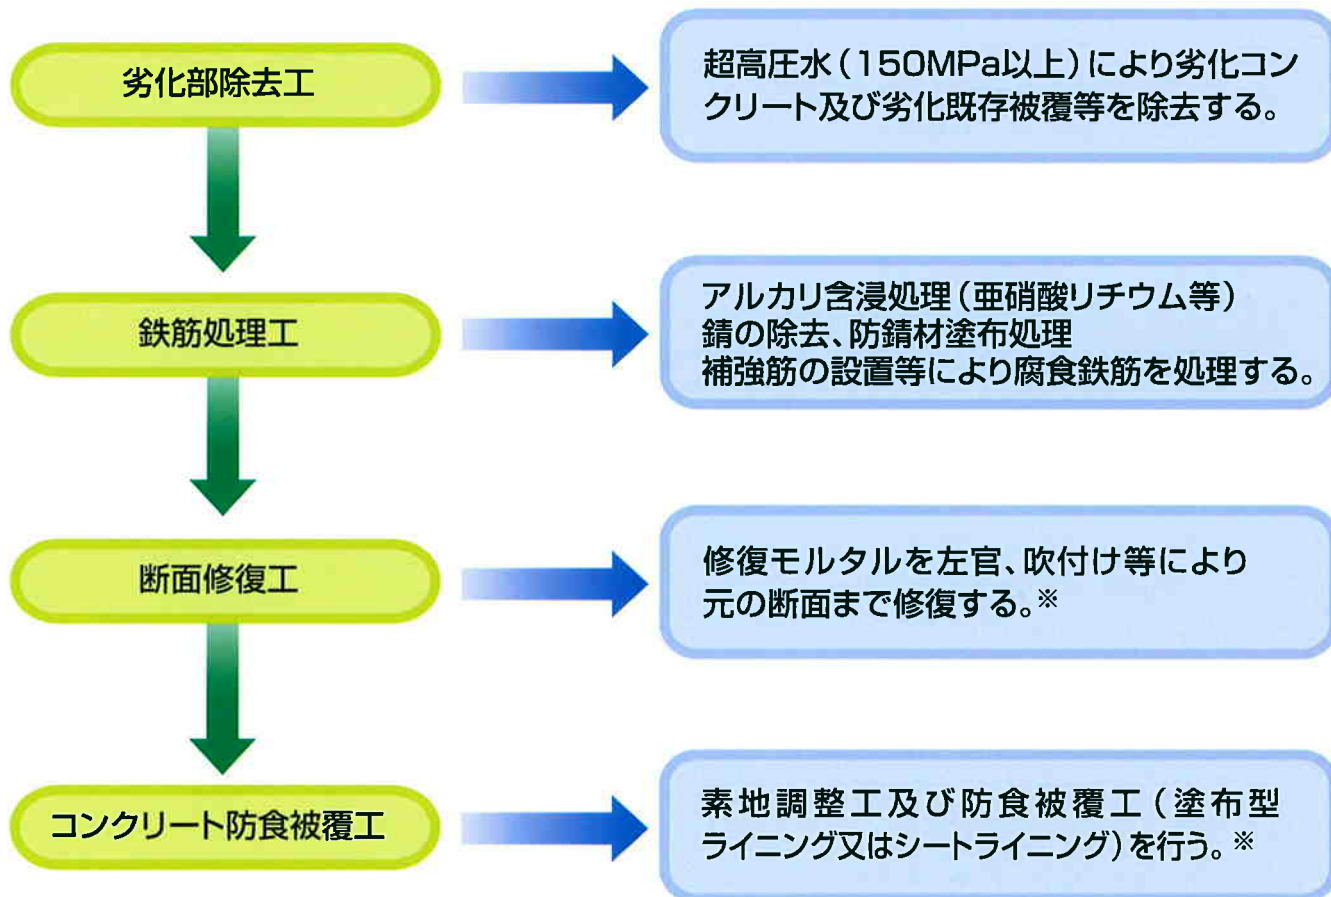 劣化部除去工
超高圧水(150MPa以上)により劣化コン
クリート及び劣化既存被覆等を除去する。
鉄筋処理工
アルカリ含浸処理(亜硝酸リチウム等)
錆の除去、防錆材塗布処理
補強筋の設置等により腐食鉄筋を処理する。
断面修復工
修復モルタルを左官、吹付け等により
元の断面まで修復する。※
コンクリート防食被覆工
素地調整工及び防食被覆工(塗布型
ライニング又はシートライニング)を行う。※